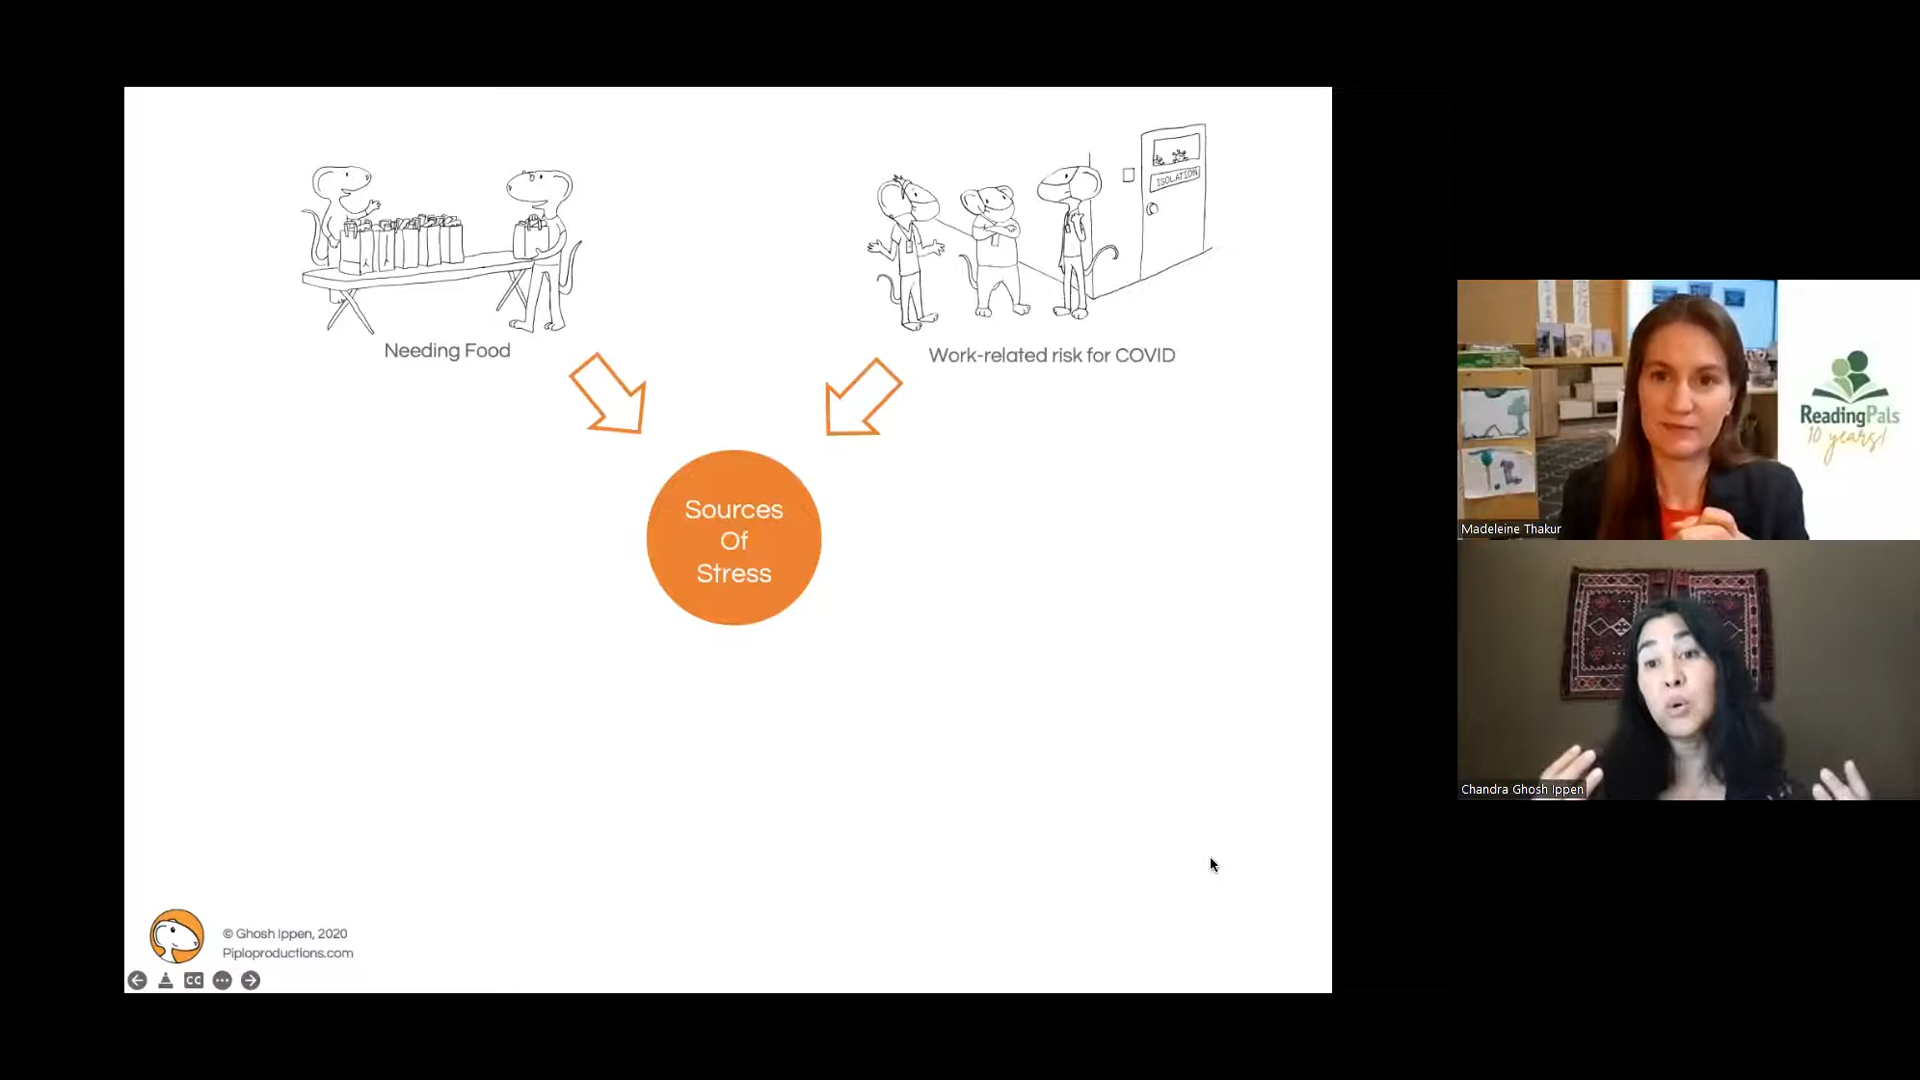 ISOLATION
Needing Food
Work-related risk for COVID
Sources
Of
Stress
© Ghosh Ippen, 2020
Piploproductions.com
CC
ReadingPals
10 years!
Madeleine Thakur
Chandra Ghosh Ippen